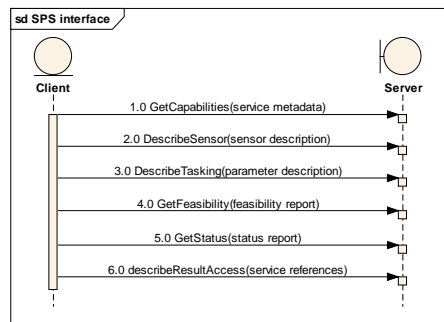 sd SPS interface
Client
Server
1.0 GetCapabilities(service metadata)
2.0 DescribeSensor(sensor description)
3.0 DescribeTasking(parameter description)
4.0 GetFeasibility(feasibility report)
5.0 GetStatus(status report)
6.0 describeResultAccess(service references)